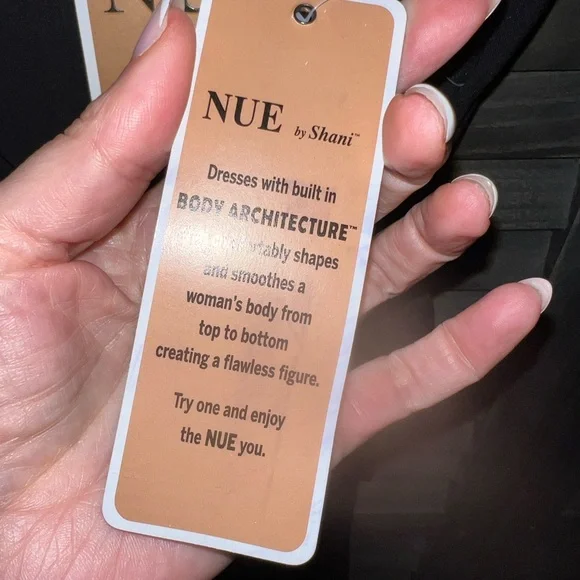 NUE by Shani™
Dresses with built in
BODY ARCHITECTURE™
shapes
and smoothes a
woman's body from
top to bottom
creating a flawless figure.
Try one and enjoy
the NUE you.